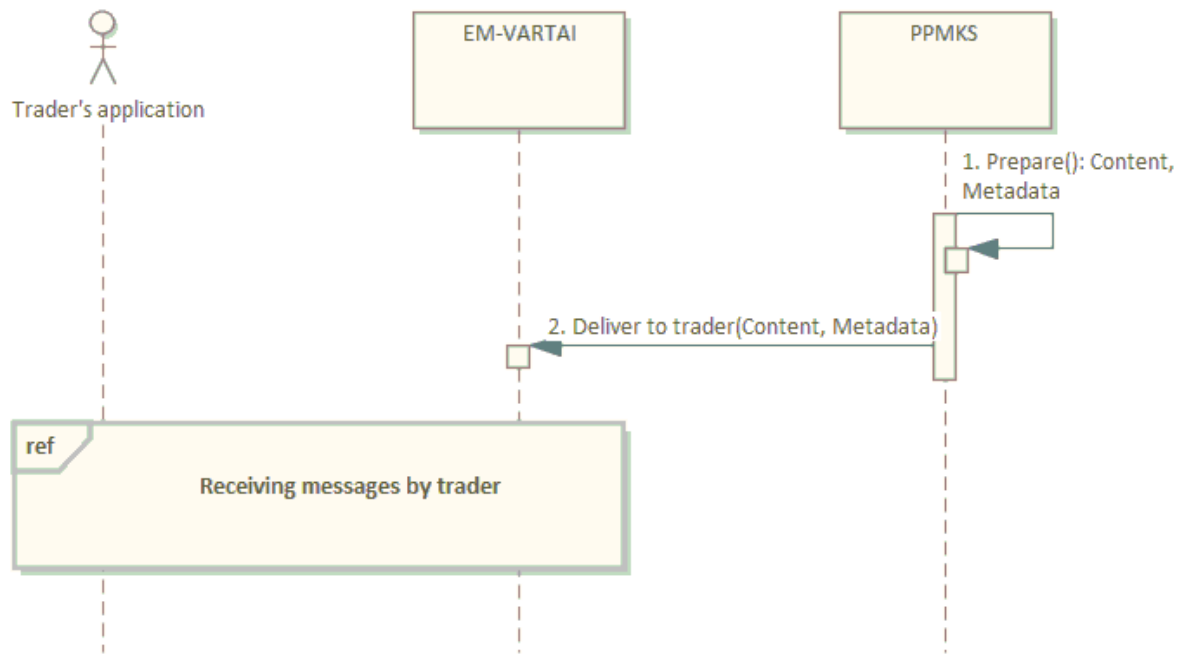 EM-VARTAI
PPMKS
Trader's application
1. Prepare(): Content,
Metadata
2. Deliver to trader(Content, Metadata)
ref
Receiving messages by trader